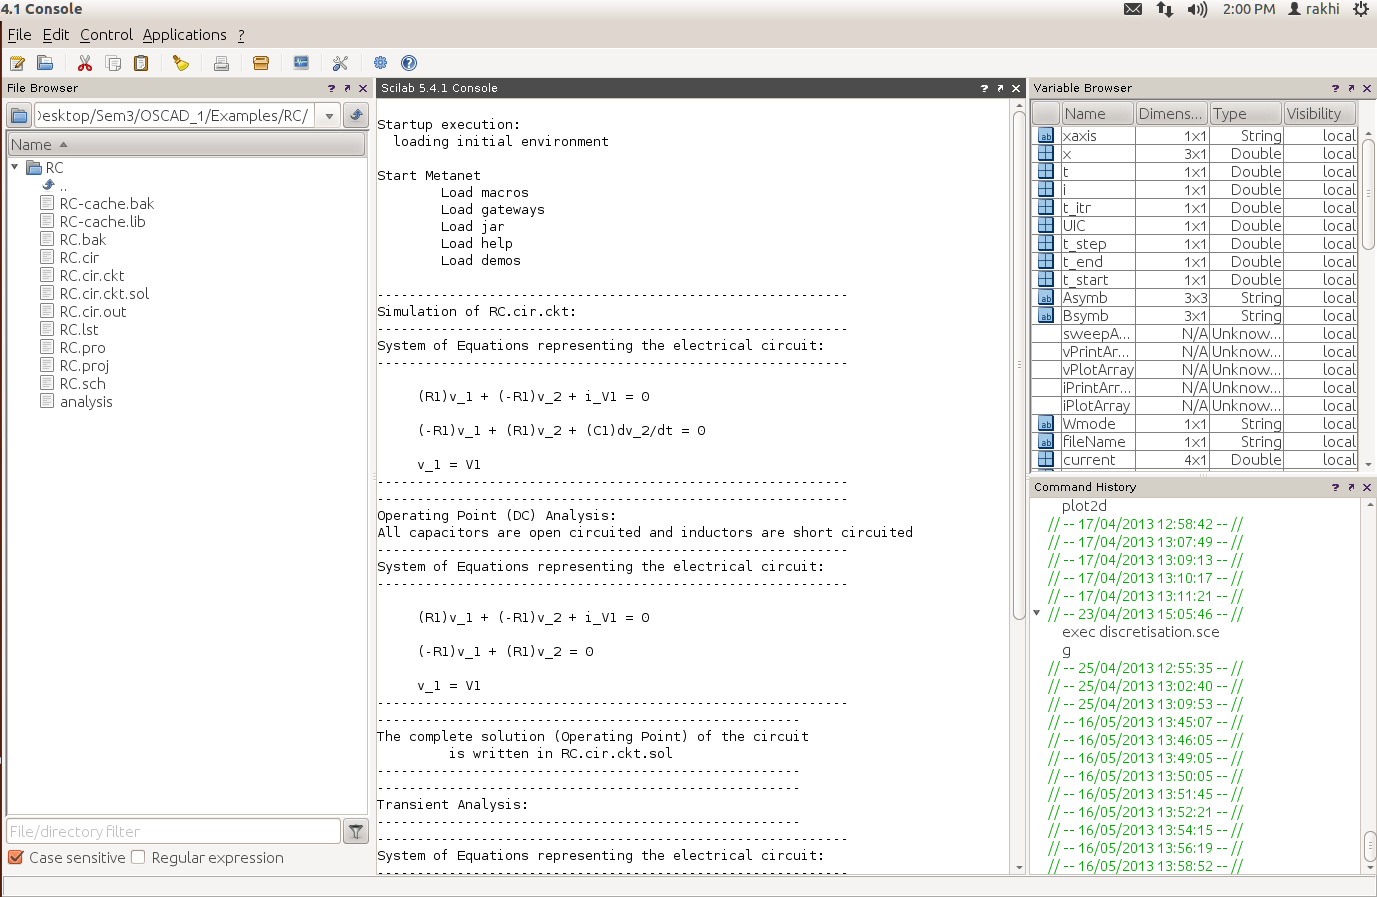 4.1 Console
2:00 PM
rakhi
File Edit Control Applications ?
File Browser
? X
)esktop/Sem3/OSCAD_1/Examples/RC/
Name
RC
..
RC-cache.bak
RC-cache.lib
RC.bak
RC.cir
RC.cir.ckt
RC.cir.ckt.sol
RC.cir.out
RC.lst
RC.pro
RC.proj
RC.sch
analysis
File/directory filter
Case sensitive
Regular expression
Scilab 5.4.1 Console
? X
Startup execution:
loading initial environment
Start Metanet
Load macros
Load gateways
Load jar
Load help
Load demos
-----------------------------------------------------------
Simulation of RC.cir.ckt:
-----------------------------------------------------------
System of Equations representing the electrical circuit:
-----------------------------------------------------------
(R1)v_1 + (-R1)v_2 + i_V1 = 0
(-R1)v_1 + (R1)v_2 + (C1)dv_2/dt = 0
v_1 = V1
-----------------------------------------------------------
-----------------------------------------------------------
Operating Point (DC) Analysis:
All capacitors are open circuited and inductors are short circuited
-----------------------------------------------------------
System of Equations representing the electrical circuit:
-----------------------------------------------------------
(R1)v_1 + (-R1)v_2 + i_V1 = 0
(-R1)v_1 + (R1)v_2 = 0
v_1 = V1
-----------------------------------------------------------
-----------------------------------------------------
The complete solution (Operating Point) of the circuit
is written in RC.cir.ckt.sol
-----------------------------------------------------
-----------------------------------------------------
Transient Analysis:
-----------------------------------------------------
-----------------------------------------------------------
System of Equations representing the electrical circuit:
-----------------------------------------------------------
Variable Browser
? X
Name Dimens... Type Visibility
ab xaxis 1x1 String local
x 3x1 Double local
t 1x1 Double local
i 1x1 Double local
t_itr 1x1 Double local
UIC 1x1 Double local
t_step 1x1 Double local
t_end 1x1 Double local
t_start 1x1 Double local
ab Asymb 3x3 String local
ab Bsymb 3x1 String local
sweepA... N/A Unknow... local
vPrintAr... N/A Unknow... local
vPlotArray N/A Unknow... local
iPrintArr... N/A Unknow... local
iPlotArray N/A Unknow... local
ab Wmode 1x1 String local
ab fileName 1x1 String local
current 4x1 Double local
Command History
? X
plot2d
// -- 17/04/2013 12:58:42 -- //
// -- 17/04/2013 13:07:49 -- //
// -- 17/04/2013 13:09:13 -- //
// -- 17/04/2013 13:10:17 -- //
// -- 17/04/2013 13:11:21 -- //
// -- 23/04/2013 15:05:46 -- //
exec discretisation.sce
g
// -- 25/04/2013 12:55:35 -- //
// -- 25/04/2013 13:02:40 -- //
// -- 25/04/2013 13:09:53 -- //
// -- 16/05/2013 13:45:07 -- //
// -- 16/05/2013 13:46:05 -- //
// -- 16/05/2013 13:49:05 -- //
// -- 16/05/2013 13:50:05 -- //
// -- 16/05/2013 13:51:45 -- //
// -- 16/05/2013 13:52:21 -- //
// -- 16/05/2013 13:54:15 -- //
// -- 16/05/2013 13:56:19 -- //
// -- 16/05/2013 13:58:52 -- //